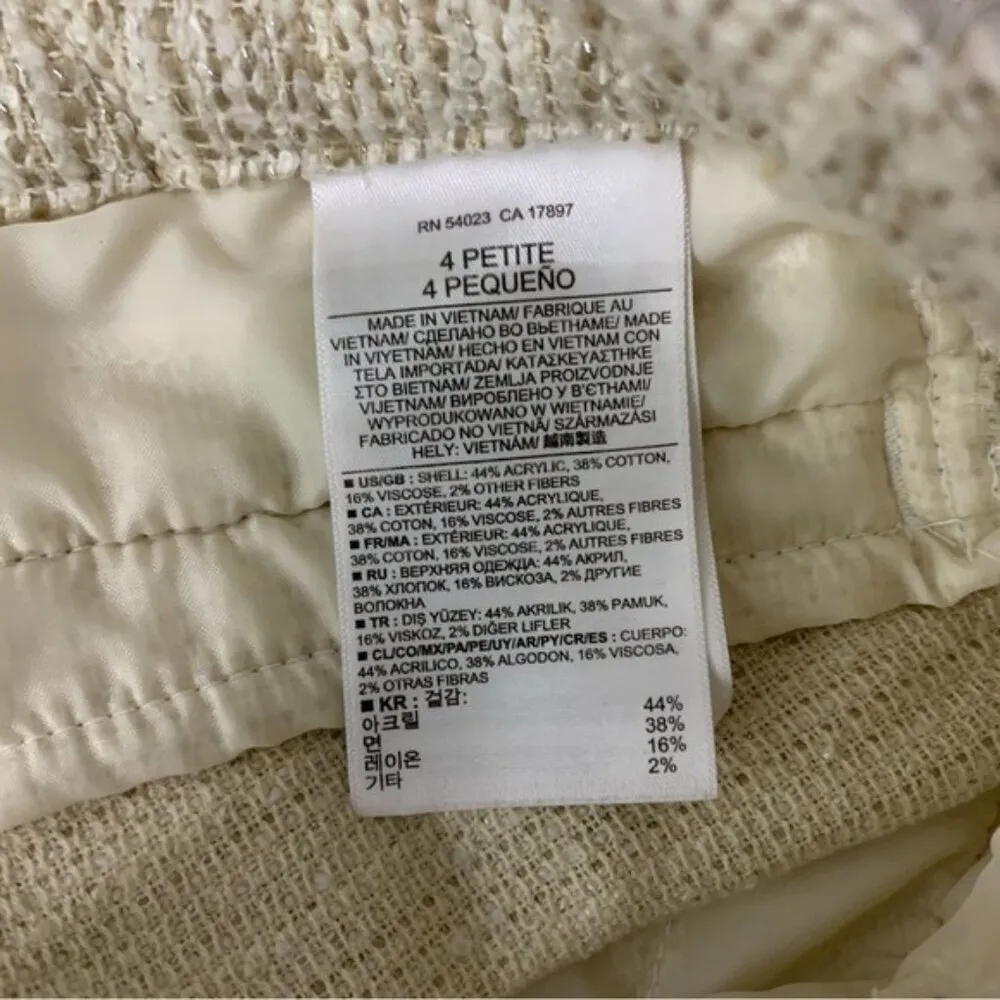 RN 54023 CA 17897
4 PETITE
4 PEQUEÑO
MADE IN VIETNAM/ FABRIQUE AU
VIETNAM/ СДЕЛАНО ВО ВЬЕТНАМЕ/ MADE
IN VIYETNAM/ HECHO EN VIETNAM CON
TELA IMPORTADA/ ΚΑΤΑΣΚΕΥΑΣΤΗΚΕ
ΣΤΟ ΒΙΕΤΝΑΜ/ ZEMLJA PROIZVODNJE
VIJETNAM/ ВИРОБЛЕНО У В'ЄТНАМІ/
WYPRODUKOWANO W WIETNAMIE/
FABRICADO NO VIETNÃ/ SZÁRMAZÁSI
HELY: VIETNÁM/ 越南製造
■ US/GB : SHELL: 44% ACRYLIC, 38% COTTON,
16% VISCOSE, 2% OTHER FIBERS
■ CA : EXTÉRIEUR: 44% ACRYLIQUE,
38% COTON, 16% VISCOSE, 2% AUTRES FIBRES
■ FR/MA : EXTÉRIEUR: 44% ACRYLIQUE,
38% COTON, 16% VISCOSE, 2% AUTRES FIBRES
■ RU : ВЕРХНЯЯ ОДЕЖДА: 44% АКРИЛ,
38% ХЛОПОК, 16% ВИСКОЗА, 2% ДРУГИЕ
ВОЛОКНА
■ TR : DIŞ YÜZEY: 44% AKRILIK, 38% PAMUK,
16% VISKOZ, 2% DIĞER LIFLER
■ CL/CO/MX/PA/PE/UY/AR/PY/CR/ES : CUERPO:
44% ACRILICO, 38% ALGODON, 16% VISCOSA,
2% OTRAS FIBRAS
■ KR : 겉감:
아크릴 44%
면 38%
레이온 16%
기타 2%